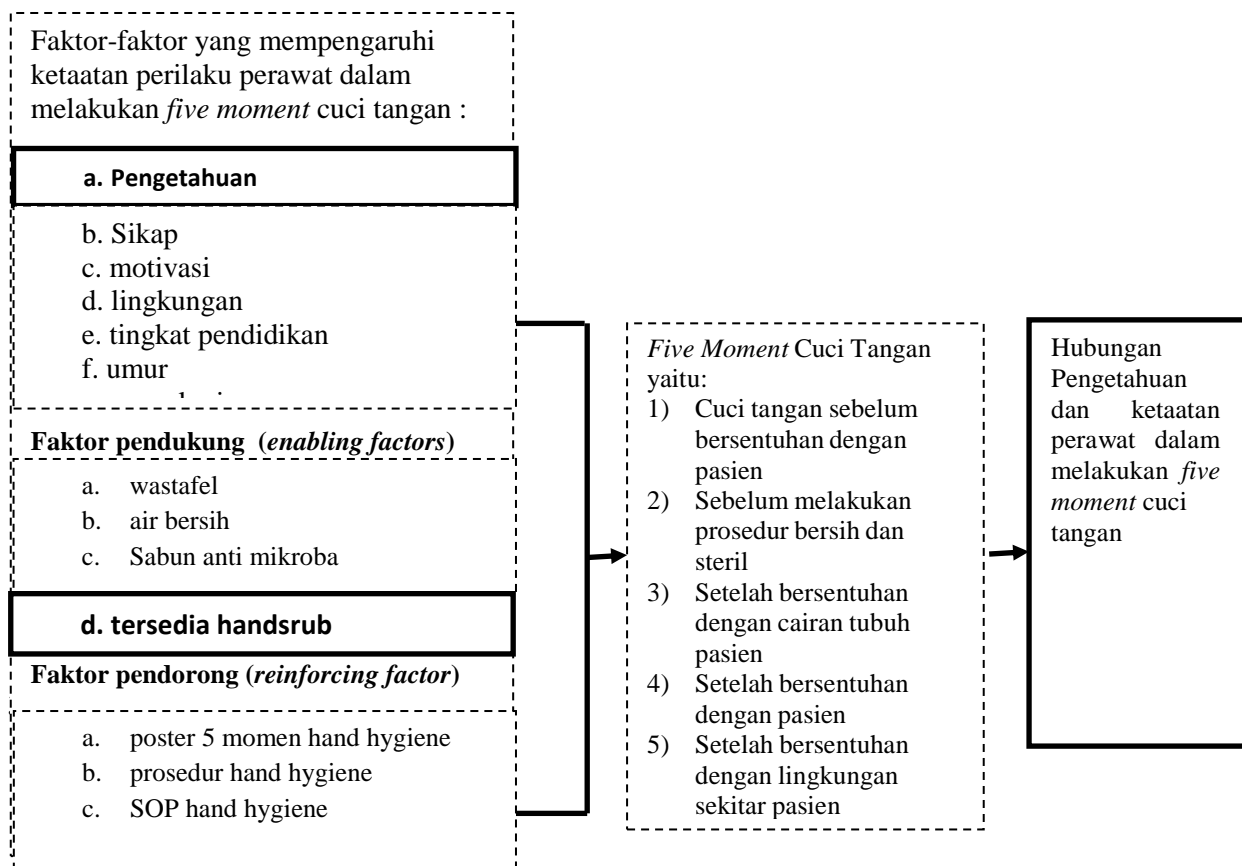 Faktor-faktor yang mempengaruhi
ketaatan perilaku perawat dalam
melakukan five moment cuci tangan :
a. Pengetahuan
b. Sikap
c. motivasi
d. lingkungan
e. tingkat pendidikan
f. umur
Faktor pendukung (enabling factors)
a. wastafel
b. air bersih
c. Sabun anti mikroba
d. tersedia handsrub
Faktor pendorong (reinforcing factor)
a. poster 5 momen hand hygiene
b. prosedur hand hygiene
c. SOP hand hygiene
Five Moment Cuci Tangan
yaitu:
1) Cuci tangan sebelum
bersentuhan dengan
pasien
2) Sebelum melakukan
prosedur bersih dan
steril
3) Setelah bersentuhan
dengan cairan tubuh
pasien
4) Setelah bersentuhan
dengan pasien
5) Setelah bersentuhan
dengan lingkungan
sekitar pasien
Hubungan
Pengetahuan
dan ketaatan
perawat dalam
melakukan five
moment cuci
tangan